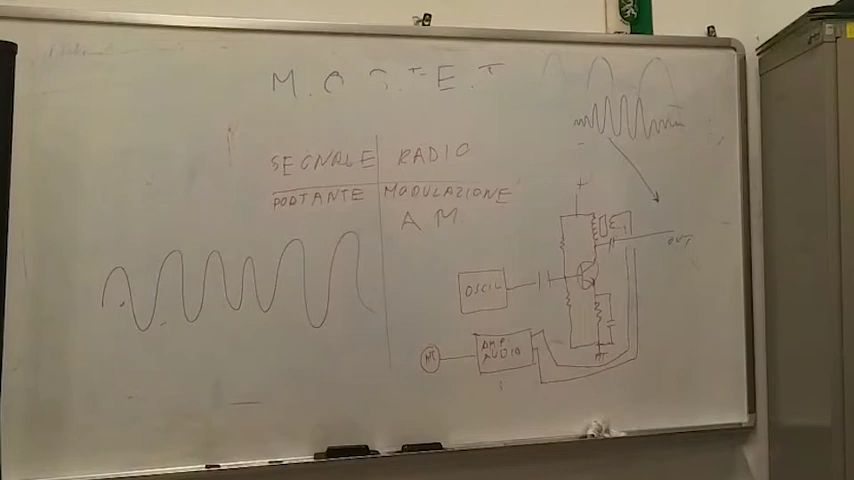 SEGNALE RADIO
PORTANTE MODULAZIONE
A M
+
-
OSCIL
OUT
AMP.
AUDIO